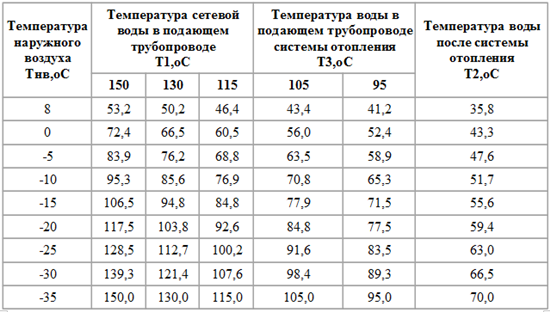 Температура наружного воздуха Тнв,оС | Температура сетевой воды в подающем трубопроводе Т1,оС | Температура воды в подающем трубопроводе системы отопления Т3,оС | Температура воды после системы отопления Т2,оС
150 | 130 | 115 | 105 | 95
8 | 53,2 | 50,2 | 46,4 | 43,4 | 41,2 | 35,8
0 | 72,4 | 66,5 | 60,5 | 56,0 | 52,4 | 43,3
-5 | 83,9 | 76,2 | 68,8 | 63,5 | 58,9 | 47,6
-10 | 95,3 | 85,6 | 76,9 | 70,8 | 65,3 | 51,7
-15 | 106,5 | 94,8 | 84,8 | 77,9 | 71,5 | 55,6
-20 | 117,5 | 103,8 | 92,6 | 84,8 | 77,5 | 59,4
-25 | 128,5 | 112,7 | 100,2 | 91,6 | 83,5 | 63,0
-30 | 139,3 | 121,4 | 107,6 | 98,4 | 89,3 | 66,5
-35 | 150,0 | 130,0 | 115,0 | 105,0 | 95,0 | 70,0